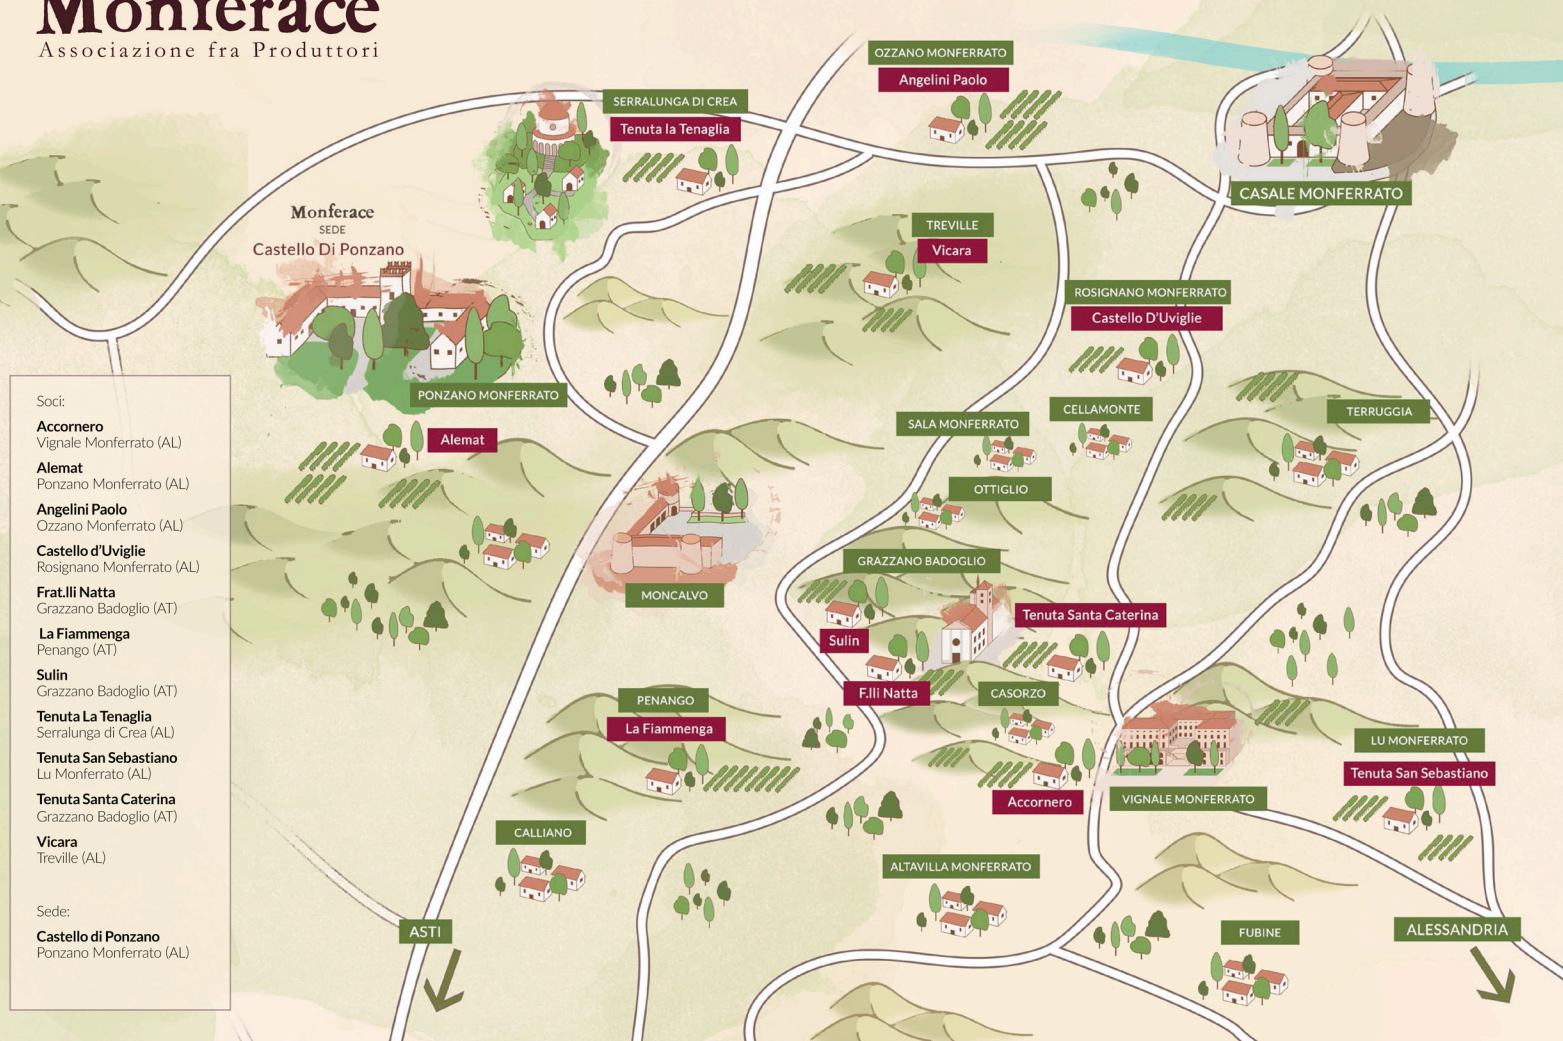 Monferace
Associazione fra Produttori
OZZANO MONFERRATO
Angelini Paolo
SERRALUNGA DI CREA
Tenuta la Tenaglia
CASALE MONFERRATO
Monferace
SEDE
Castello Di Ponzano
TREVILLE
Vicara
ROSIGNANO MONFERRATO
Castello D'Uviglie
PONZANO MONFERRATO
Alemat
SALA MONFERRATO
CELLAMONTE
TERRUGGIA
OTTIGLIO
GRAZZANO BADOGLIO
MONCALVO
Tenuta Santa Caterina
Sulin
F.lli Natta
CASORZO
PENANGO
La Fiammenga
LU MONFERRATO
Tenuta San Sebastiano
Accornero
VIGNALE MONFERRATO
CALLIANO
ALTAVILLA MONFERRATO
ASTI
FUBINE
ALESSANDRIA
Soci:
Accornero
Vignale Monferrato (AL)
Alemat
Ponzano Monferrato (AL)
Angelini Paolo
Ozzano Monferrato (AL)
Castello d'Uviglie
Rosignano Monferrato (AL)
Frat.lli Natta
Grazzano Badoglio (AT)
La Fiammenga
Penango (AT)
Sulin
Grazzano Badoglio (AT)
Tenuta La Tenaglia
Serralunga di Crea (AL)
Tenuta San Sebastiano
Lu Monferrato (AL)
Tenuta Santa Caterina
Grazzano Badoglio (AT)
Vicara
Treville (AL)
Sede:
Castello di Ponzano
Ponzano Monferrato (AL)